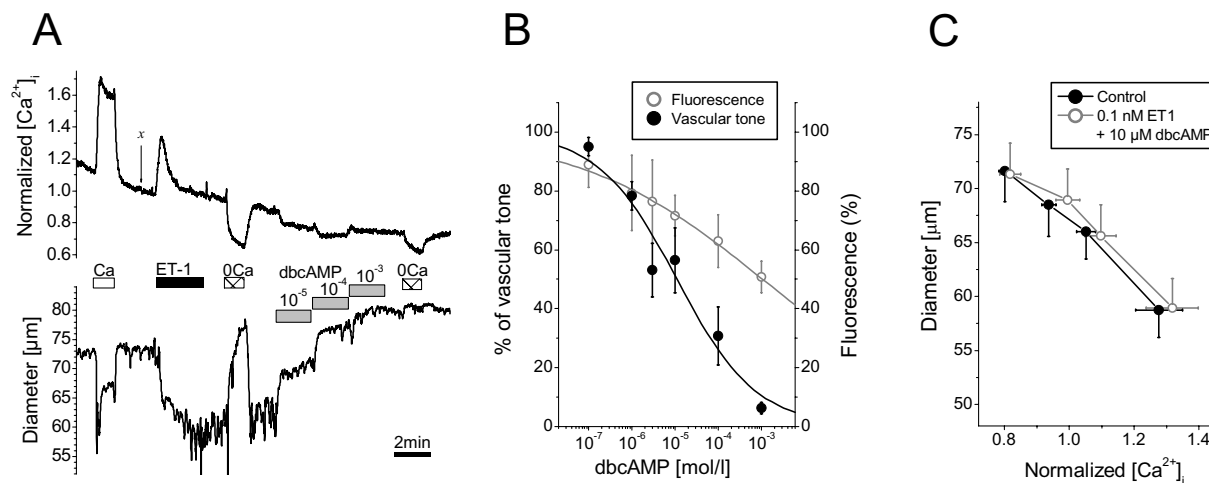 A
Normalized [Ca²⁺]ᵢ
1.6
1.4
1.2
1.0
0.8
0.6
x
Ca
ET-1
0Ca
dbcAMP
10⁻⁵
10⁻⁴
10⁻³
0Ca
Diameter [µm]
80
75
70
65
60
55
2min
B
Fluorescence
Vascular tone
% of vascular tone
100
80
60
40
20
0
Fluorescence (%)
100
80
60
40
20
0
10⁻⁷
10⁻⁶
10⁻⁵
10⁻⁴
10⁻³
dbcAMP [mol/l]
C
Control
0.1 nM ET1
+ 10 µM dbcAMP
Diameter [µm]
75
70
65
60
55
50
0.8
1.0
1.2
1.4
Normalized [Ca²⁺]ᵢ